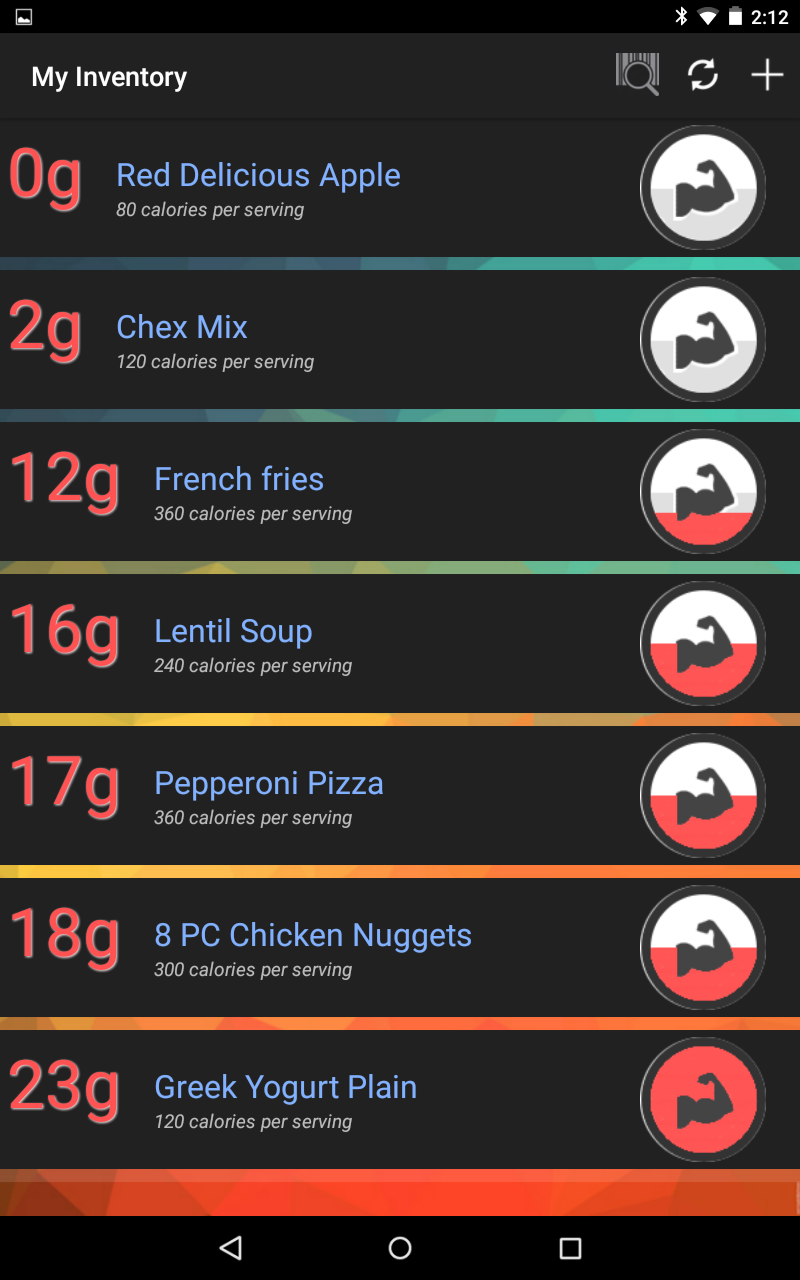 2:12
My Inventory
0g
Red Delicious Apple
80 calories per serving
2g
Chex Mix
120 calories per serving
12g
French fries
360 calories per serving
16g
Lentil Soup
240 calories per serving
17g
Pepperoni Pizza
360 calories per serving
18g
8 PC Chicken Nuggets
300 calories per serving
23g
Greek Yogurt Plain
120 calories per serving